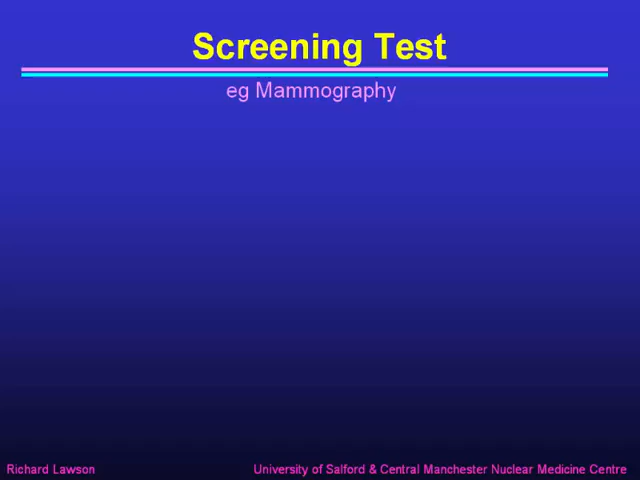 Screening Test
eg Mammography
Richard Lawson
University of Salford & Central Manchester Nuclear Medicine Centre